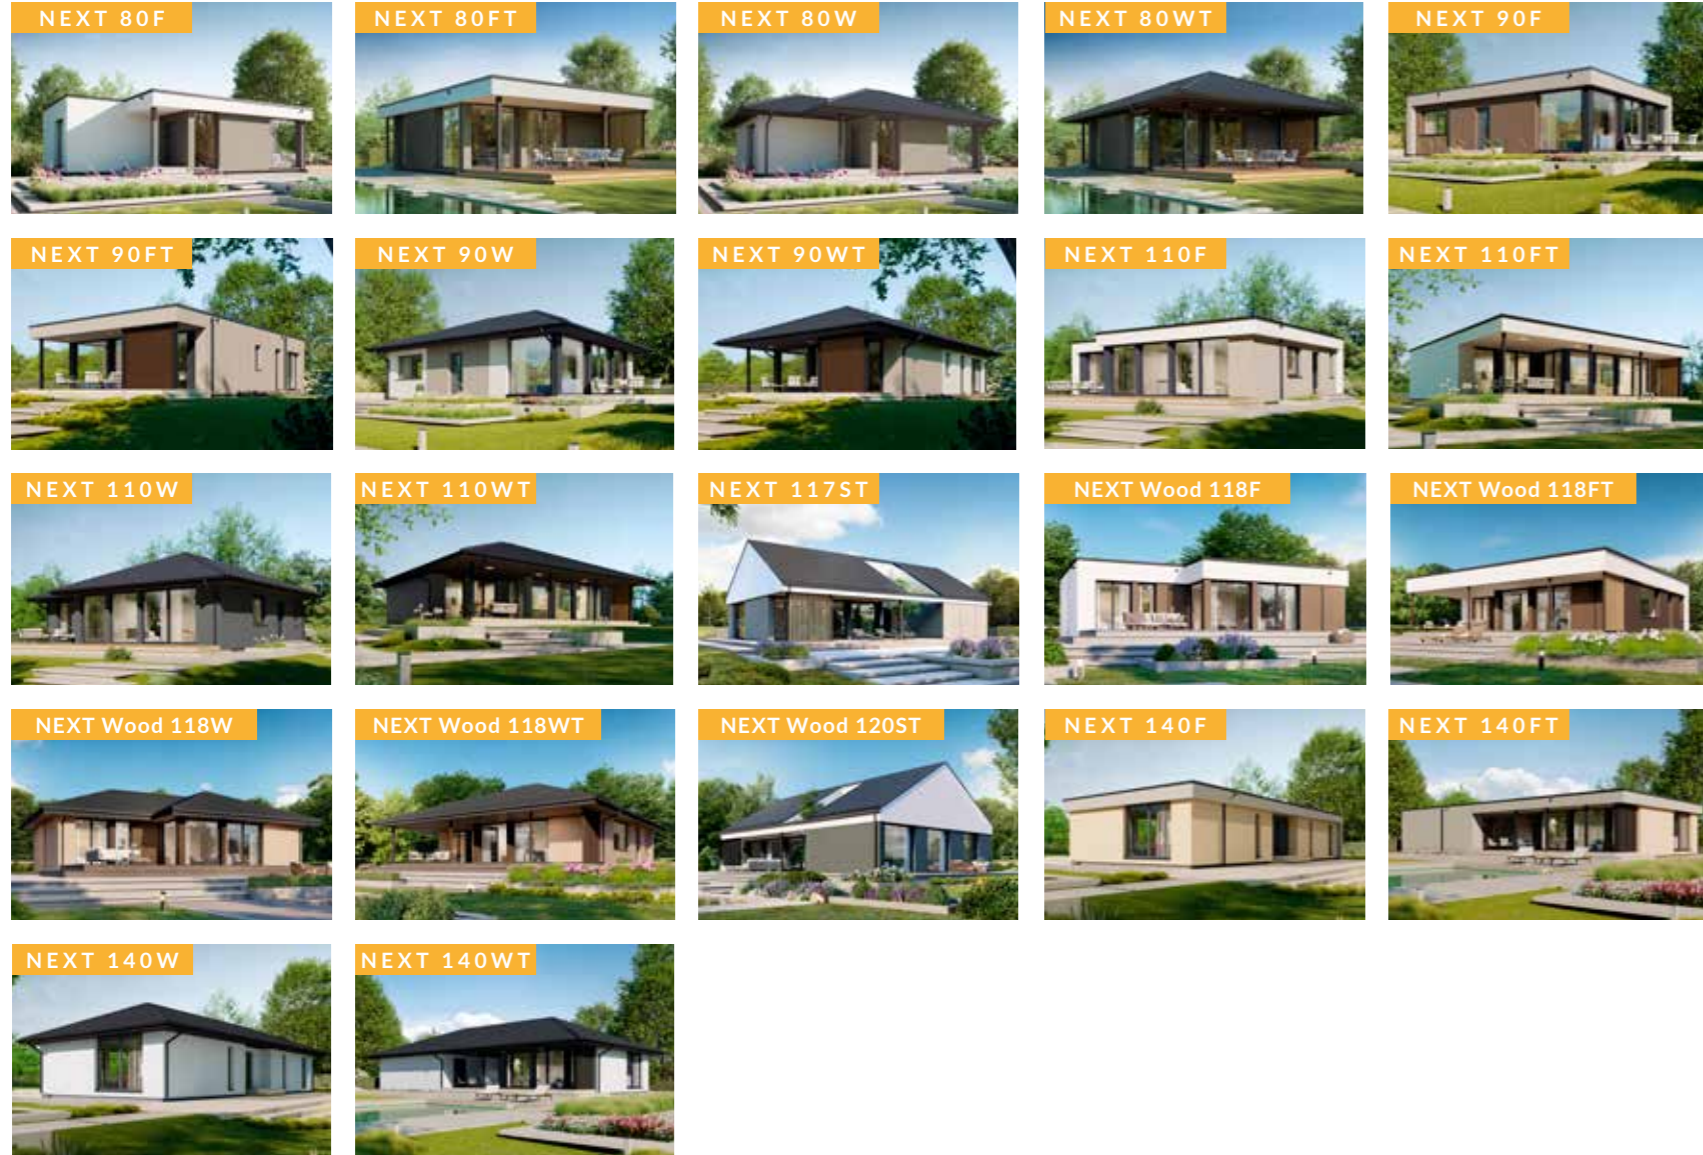 NEXT 80F
NEXT 80FT
NEXT 80W
NEXT 80WT
NEXT 90F
NEXT 90FT
NEXT 90W
NEXT 90WT
NEXT 110F
NEXT 110FT
NEXT 110W
NEXT 110WT
NEXT 117ST
NEXT Wood 118F
NEXT Wood 118FT
NEXT Wood 118W
NEXT Wood 118WT
NEXT Wood 120ST
NEXT 140F
NEXT 140FT
NEXT 140W
NEXT 140WT